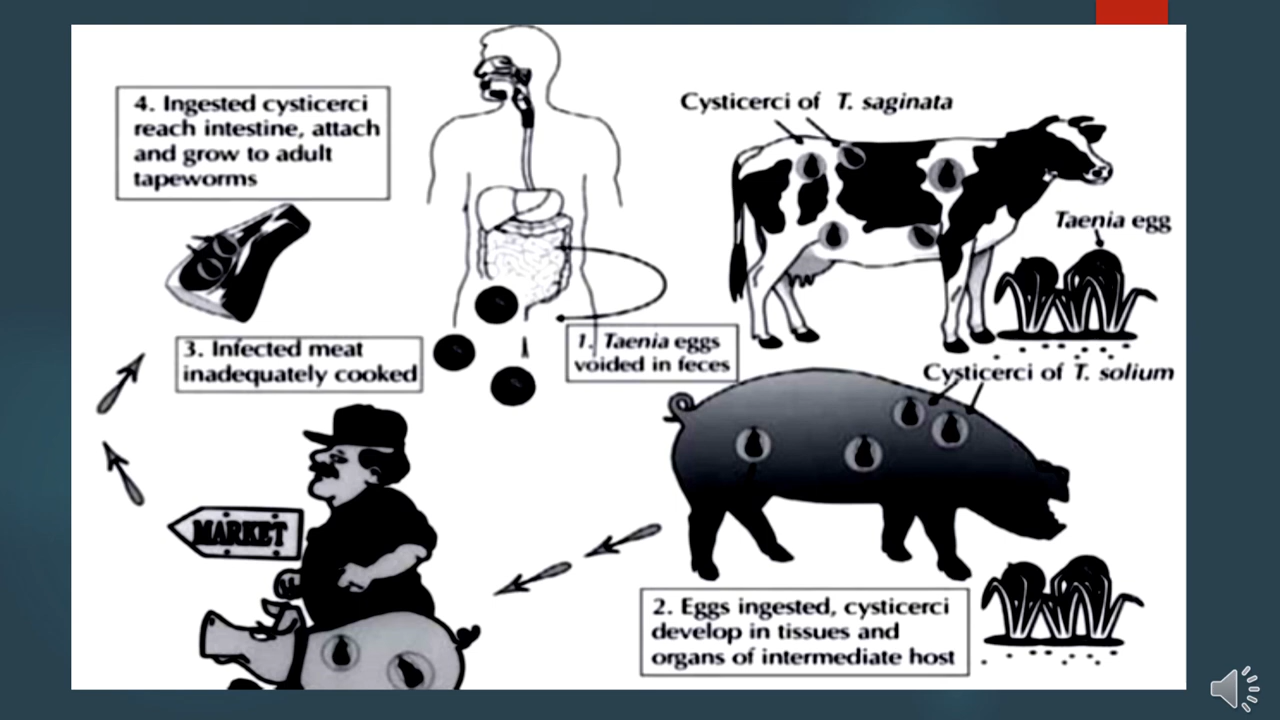 4. Ingested cysticerci
reach intestine, attach
and grow to adult
tapeworms
Cysticerci of T. saginata
Taenia egg
3. Infected meat
inadequately cooked
1. Taenia eggs
voided in feces
Cysticerci of T. solium
MARKET
2. Eggs ingested, cysticerci
develop in tissues and
organs of intermediate host